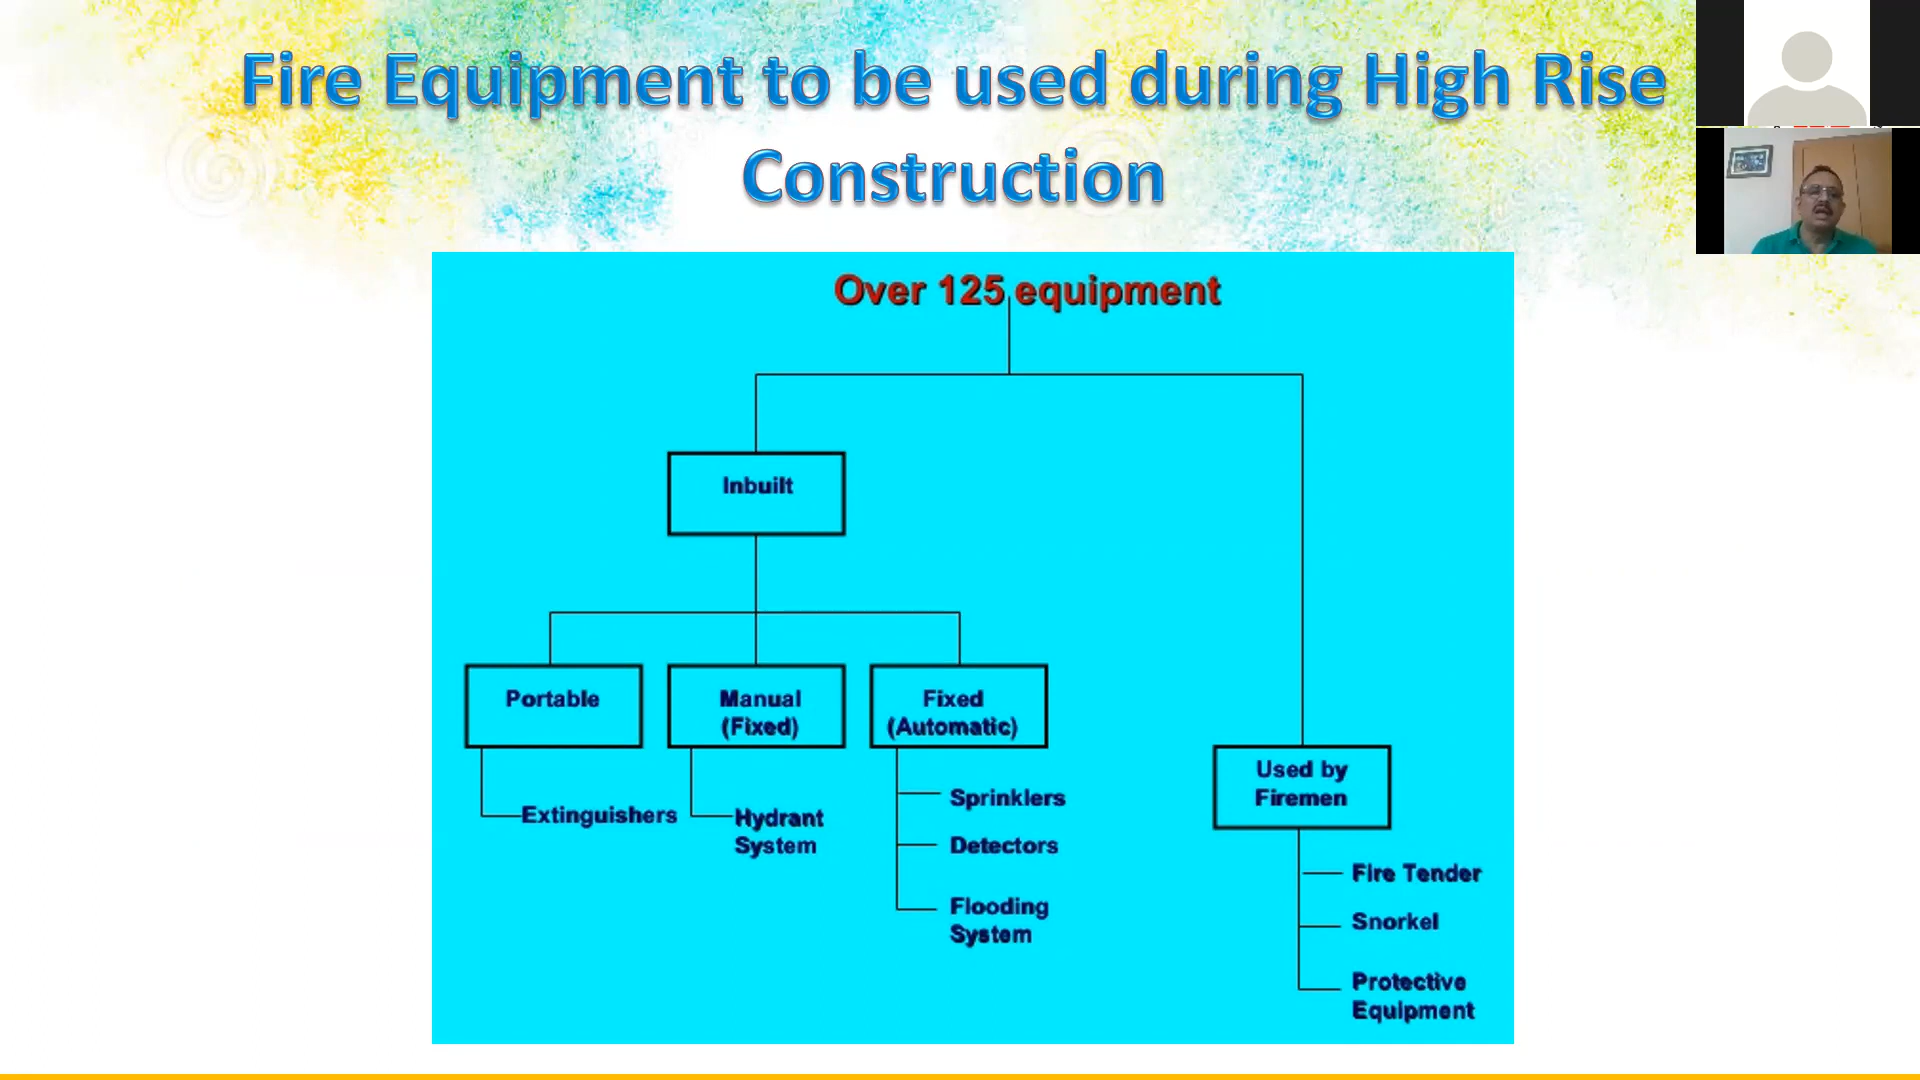 Fire Equipment to be used during High Rise
Construction
Over 125 equipment
Inbuilt
Portable
Manual
(Fixed)
Fixed
(Automatic)
Extinguishers
Hydrant
System
Sprinklers
Detectors
Flooding
System
Used by
Firemen
Fire Tender
Snorkel
Protective
Equipment